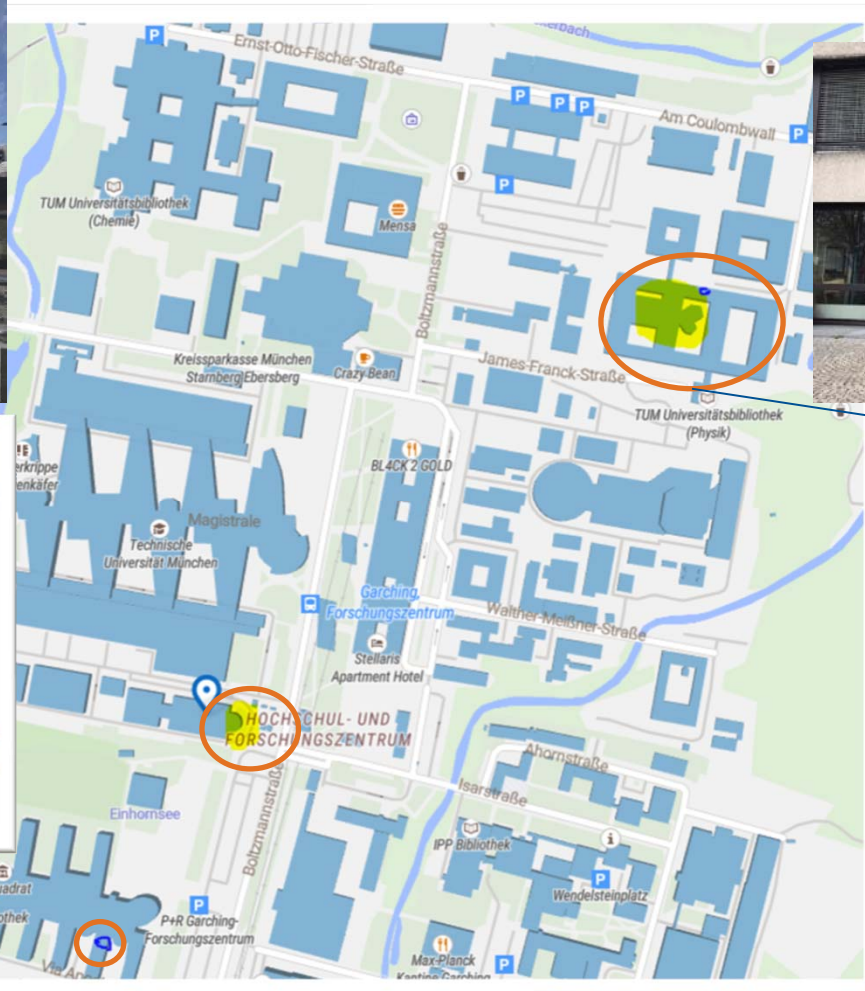 P
Ernst-Otto-Fischer-Straße
P
P
P
Am Coulombwall
P
P
TUM Universitätsbibliothek
(Chemie)
Mensa
Boltzmannstraße
Kreissparkasse München
Starnberg Ebersberg
Crazy Bean
James-Franck-Straße
TUM Universitätsbibliothek
(Physik)
BL4CK 2 GOLD
Magistrale
Technische
Universität München
Garching,
Forschungszentrum
Walther-Meißner-Straße
Stellaris
Apartment Hotel
HOCHSCHUL- UND
FORSCHUNGSZENTRUM
Ahornstraße
Isarstraße
Einhornsee
Boltzmannstraße
IPP Bibliothek
i
P
Wendelsteinplatz
P
P+R Garching-
Forschungszentrum
Max-Planck
Kantine Garching
P